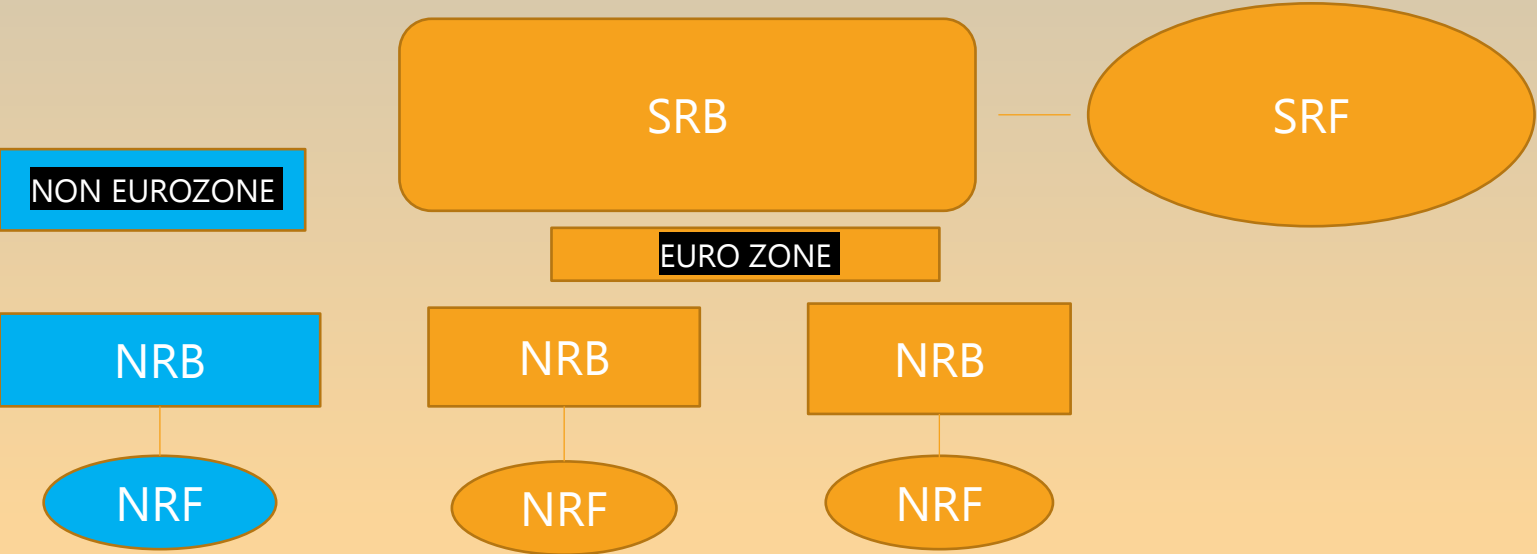 SRB
SRF
NON EUROZONE
EURO ZONE
NRB
NRB
NRB
NRF
NRF
NRF